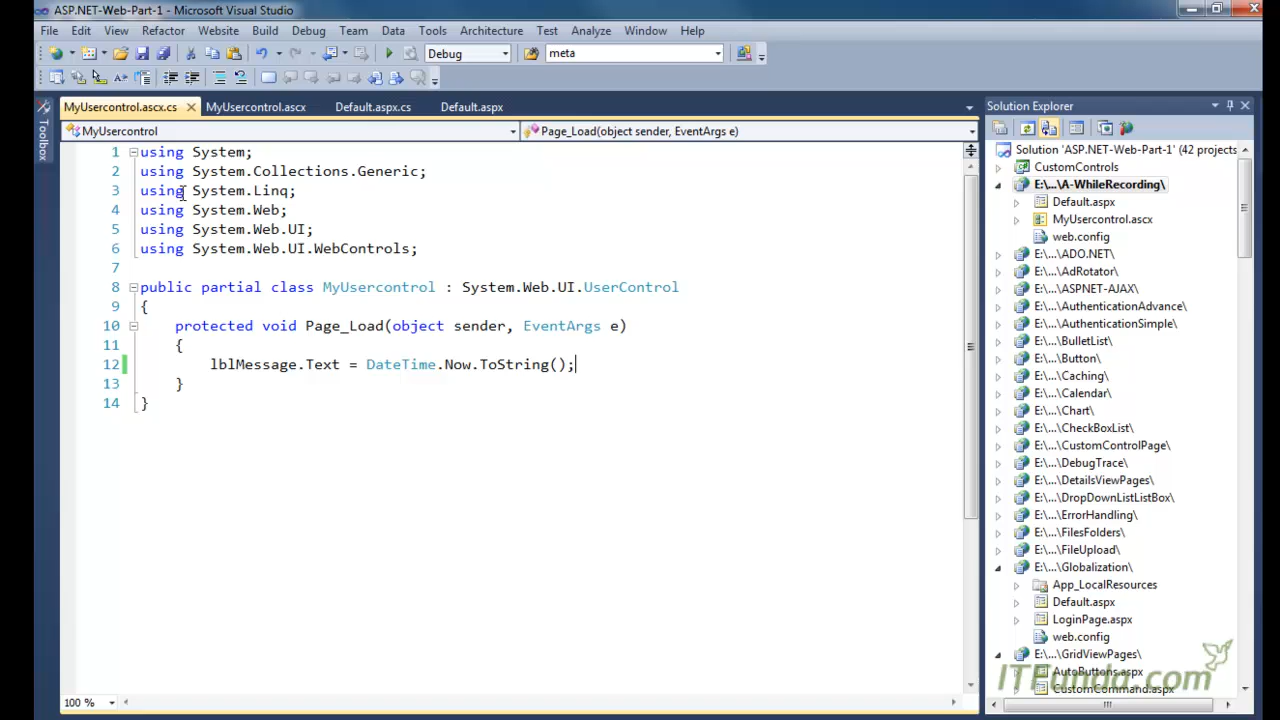 ASP.NET-Web-Part-1 - Microsoft Visual Studio
File Edit View Refactor Website Build Debug Team Data Tools Architecture Test Analyze Window Help
Debug meta
MyUsercontrol.ascx.cs MyUsercontrol.ascx Default.aspx.cs Default.aspx
MyUsercontrol Page_Load(object sender, EventArgs e)
Toolbox
1 using System;
2 using System.Collections.Generic;
3 using System.Linq;
4 using System.Web;
5 using System.Web.UI;
6 using System.Web.UI.WebControls;
7
8 public partial class MyUsercontrol : System.Web.UI.UserControl
9 {
10 protected void Page_Load(object sender, EventArgs e)
11 {
12 lblMessage.Text = DateTime.Now.ToString();
13 }
14 }
100 %
Solution Explorer
Solution 'ASP.NET-Web-Part-1' (42 projects
CustomControls
E:\...\A-WhileRecording\
Default.aspx
MyUsercontrol.ascx
web.config
E:\...\ADO.NET\
E:\...\AdRotator\
E:\...\ASPNET-AJAX\
E:\...\AuthenticationAdvance\
E:\...\AuthenticationSimple\
E:\...\BulletList\
E:\...\Button\
E:\...\Caching\
E:\...\Calendar\
E:\...\Chart\
E:\...\CheckBoxList\
E:\...\CustomControlPage\
E:\...\DebugTrace\
E:\...\DetailsViewPages\
E:\...\DropDownListListBox\
E:\...\ErrorHandling\
E:\...\FilesFolders\
E:\...\FileUpload\
E:\...\Globalization\
App_LocalResources
Default.aspx
LoginPage.aspx
web.config
E:\...\GridViewPages\
AutoButtons.aspx
CustomCommand.aspx
ITFunda.com